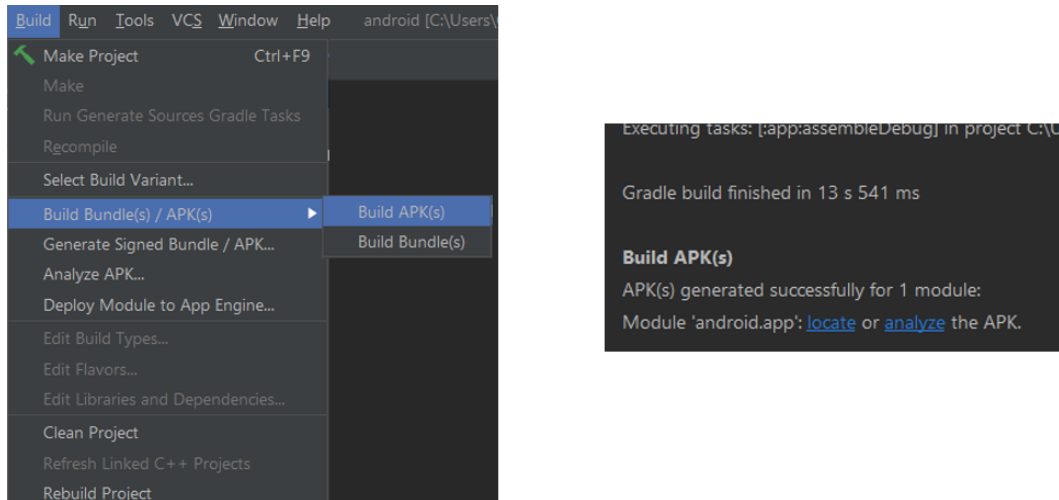 Build Run Tools VCS Window Help android [C:\Users\
Make Project Ctrl+F9
Make
Run Generate Sources Gradle Tasks
Recompile
Select Build Variant...
Build Bundle(s) / APK(s)
Build APK(s)
Generate Signed Bundle / APK...
Build Bundle(s)
Analyze APK...
Deploy Module to App Engine...
Edit Build Types...
Edit Flavors...
Edit Libraries and Dependencies...
Clean Project
Refresh Linked C++ Projects
Rebuild Project
Executing tasks: [:app:assembleDebug] in project C:\U
Gradle build finished in 13 s 541 ms
Build APK(s)
APK(s) generated successfully for 1 module:
Module 'android.app': locate or analyze the APK.